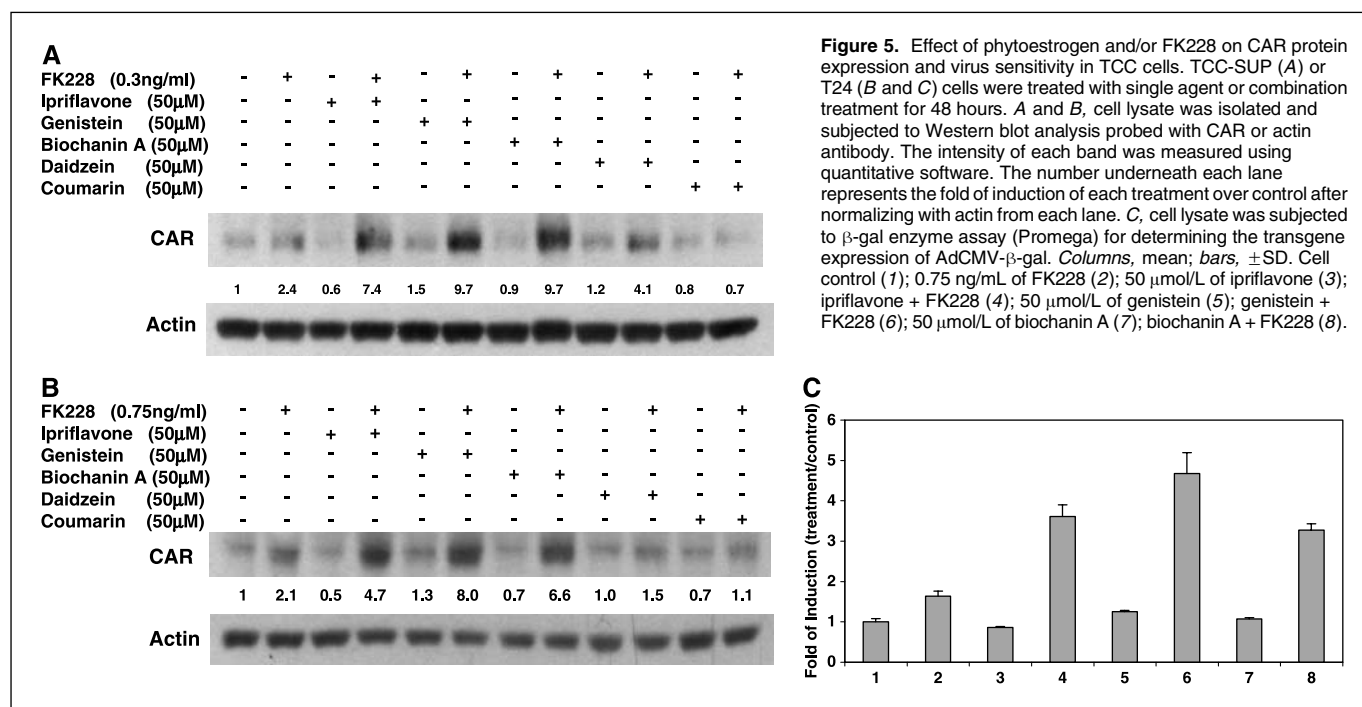 A
FK228 (0.3ng/ml) - + - + - + - + - + - +
Ipriflavone (50μM) - - + + - - - - - - - -
Genistein (50μM) - - - - + + - - - - - -
Biochanin A (50μM) - - - - - - + + - - - -
Daidzein (50μM) - - - - - - - - + + - -
Coumarin (50μM) - - - - - - - - - - + +
CAR
1 2.4 0.6 7.4 1.5 9.7 0.9 9.7 1.2 4.1 0.8 0.7
Actin
Figure 5. Effect of phytoestrogen and/or FK228 on CAR protein
expression and virus sensitivity in TCC cells. TCC-SUP (A) or
T24 (B and C) cells were treated with single agent or combination
treatment for 48 hours. A and B, cell lysate was isolated and
subjected to Western blot analysis probed with CAR or actin
antibody. The intensity of each band was measured using
quantitative software. The number underneath each lane
represents the fold of induction of each treatment over control after
normalizing with actin from each lane. C, cell lysate was subjected
to β-gal enzyme assay (Promega) for determining the transgene
expression of AdCMV-β-gal. Columns, mean; bars, ±SD. Cell
control (1); 0.75 ng/mL of FK228 (2); 50 μmol/L of ipriflavone (3);
ipriflavone + FK228 (4); 50 μmol/L of genistein (5); genistein +
FK228 (6); 50 μmol/L of biochanin A (7); biochanin A + FK228 (8).
B
FK228 (0.75ng/ml) - + - + - + - + - + - +
Ipriflavone (50μM) - - + + - - - - - - - -
Genistein (50μM) - - - - + + - - - - - -
Biochanin A (50μM) - - - - - - + + - - - -
Daidzein (50μM) - - - - - - - - + + - -
Coumarin (50μM) - - - - - - - - - - + +
CAR
1 2.1 0.5 4.7 1.3 8.0 0.7 6.6 1.0 1.5 0.7 1.1
Actin
C
Fold of Induction (treatment/control)
6
5
4
3
2
1
0
1 2 3 4 5 6 7 8